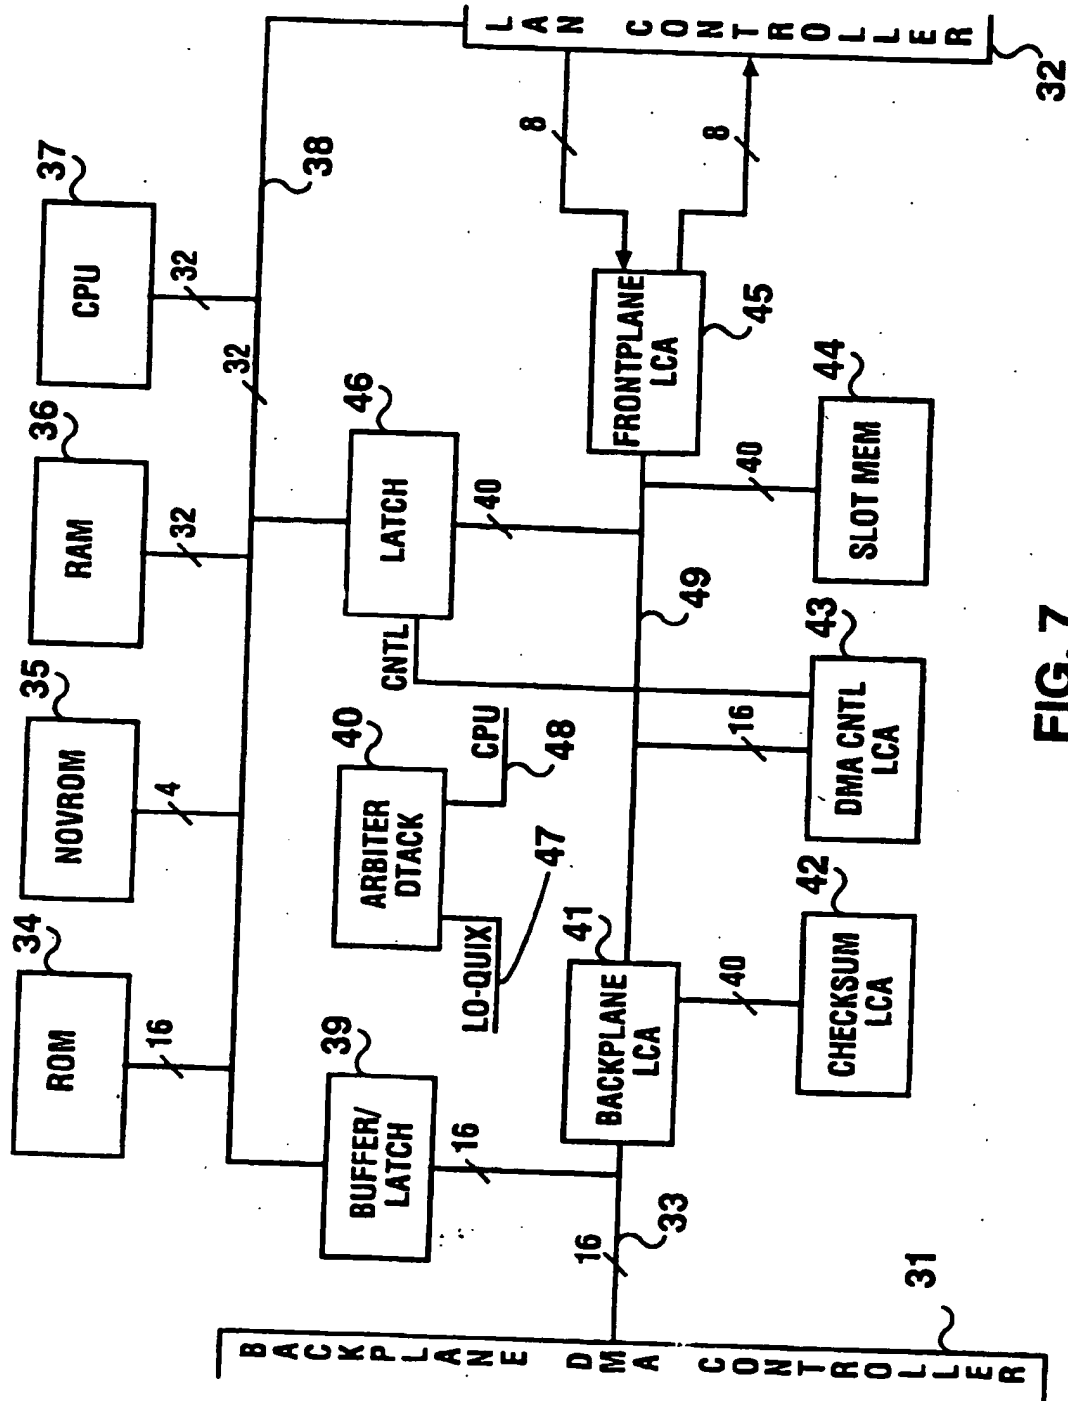 34
35
36
37
ROM
NOVROM
RAM
CPU
16
4
32
32
32
38
39
40
46
BUFFER/
LATCH
ARBITER
DTACK
LATCH
CNTL
LO-QUIX
CPU
47
48
16
40
8
8
BACKPLANE DMA CONTROLLER
31
16
33
41
BACKPLANE
LCA
49
FRONTPLANE
LCA
45
LAN CONTROLLER
32
40
16
40
42
43
44
CHECKSUM
LCA
DMA CNTL
LCA
SLOT MEM
FIG. 7